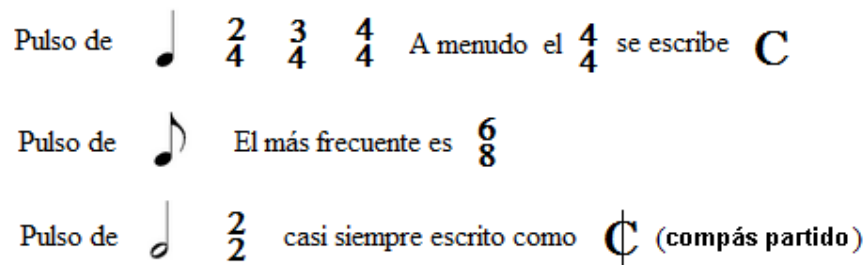 Pulso de ♩ 2/4 3/4 4/4 A menudo el 4/4 se escribe C
Pulso de ♪ El más frecuente es 6/8
Pulso de 𝅗𝅥 2/2 casi siempre escrito como 𝄵 (compás partido)